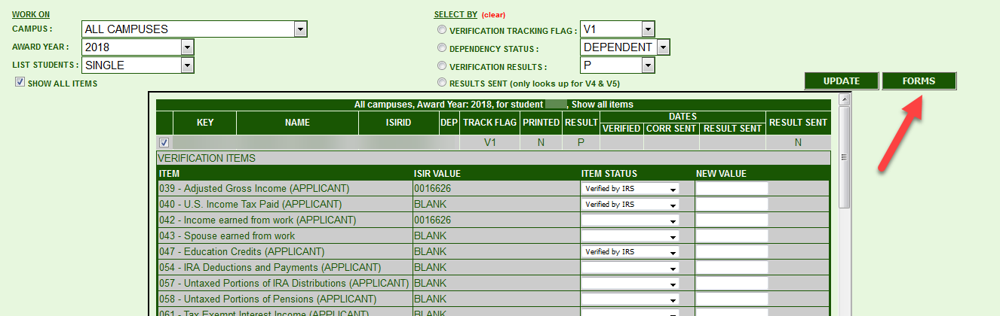 WORK ON
CAMPUS : ALL CAMPUSES
AWARD YEAR : 2018
LIST STUDENTS : SINGLE
SHOW ALL ITEMS
SELECT BY (clear)
VERIFICATION TRACKING FLAG : V1
DEPENDENCY STATUS : DEPENDENT
VERIFICATION RESULTS : P
RESULTS SENT (only looks up for V4 & V5)
UPDATE FORMS
All campuses, Award Year: 2018, for student , Show all items
KEY NAME ISIRID DEP TRACK FLAG PRINTED RESULT DATES RESULT SENT
VERIFIED CORR SENT RESULT SENT
V1 N P N
VERIFICATION ITEMS
ITEM ISIR VALUE ITEM STATUS NEW VALUE
039 - Adjusted Gross Income (APPLICANT) 0016626 Verified by IRS
040 - U.S. Income Tax Paid (APPLICANT) BLANK Verified by IRS
042 - Income earned from work (APPLICANT) 0016626
043 - Spouse earned from work BLANK
047 - Education Credits (APPLICANT) BLANK Verified by IRS
054 - IRA Deductions and Payments (APPLICANT) BLANK
057 - Untaxed Portions of IRA Distributions (APPLICANT) BLANK
058 - Untaxed Portions of Pensions (APPLICANT) BLANK
061 - Tax Exempt Interest Income (APPLICANT) BLANK